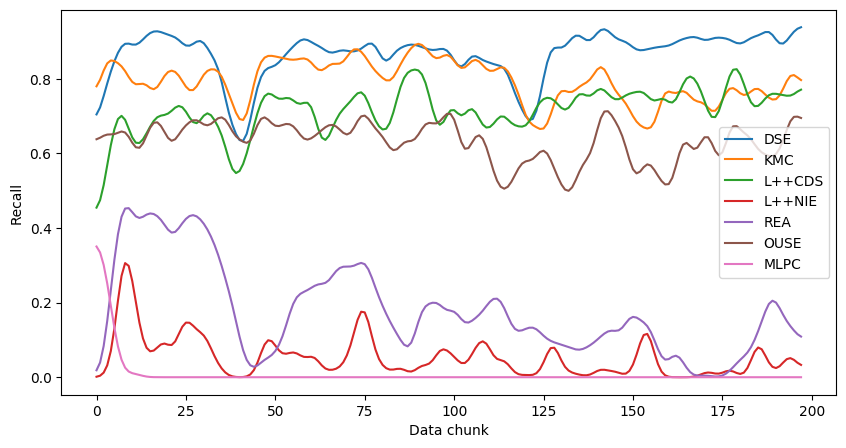 Recall
0.8
0.6
0.4
0.2
0.0
0
25
50
75
100
125
150
175
200
Data chunk
DSE
KMC
L++CDS
L++NIE
REA
OUSE
MLPC